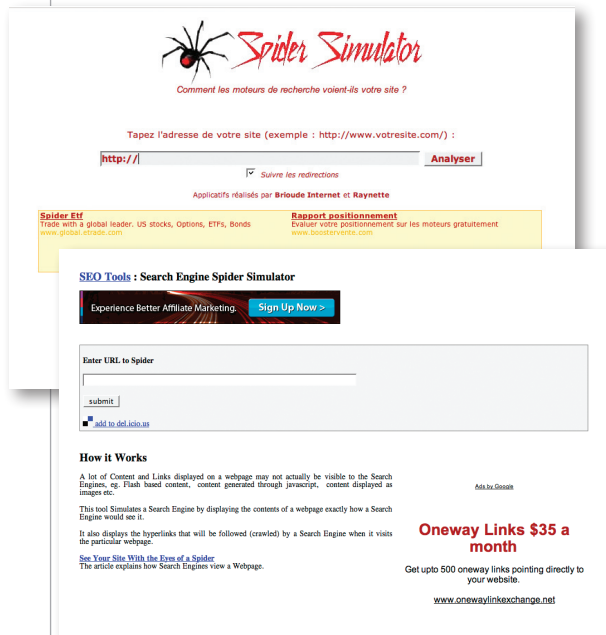 Spider Simulator
Comment les moteurs de recherche voient-ils votre site ?
Tapez l'adresse de votre site (exemple : http://www.votresite.com/) :
http:// Analyser
Suivre les redirections
Applicatifs réalisés par Brioude Internet et Raynette
Spider Etf
Trade with a global leader. US stocks, Options, ETFs, Bonds
www.global.etrade.com
Rapport positionnement
Evaluer votre positionnement sur les moteurs gratuitement
www.boostervente.com
SEO Tools : Search Engine Spider Simulator
Experience Better Affiliate Marketing. Sign Up Now >
Enter URL to Spider
submit
add to del.icio.us
How it Works
A lot of Content and Links displayed on a webpage may not actually be visible to the Search
Engines, eg. Flash based content, content generated through javascript, content displayed as
images etc.
This tool Simulates a Search Engine by displaying the contents of a webpage exactly how a Search
Engine would see it.
It also displays the hyperlinks that will be followed (crawled) by a Search Engine when it visits
the particular webpage.
See Your Site With the Eyes of a Spider
The article explains how Search Engines view a Webpage.
Ads by Google
Oneway Links $35 a
month
Get upto 500 oneway links pointing directly to
your website.
www.onewaylinkexchange.net